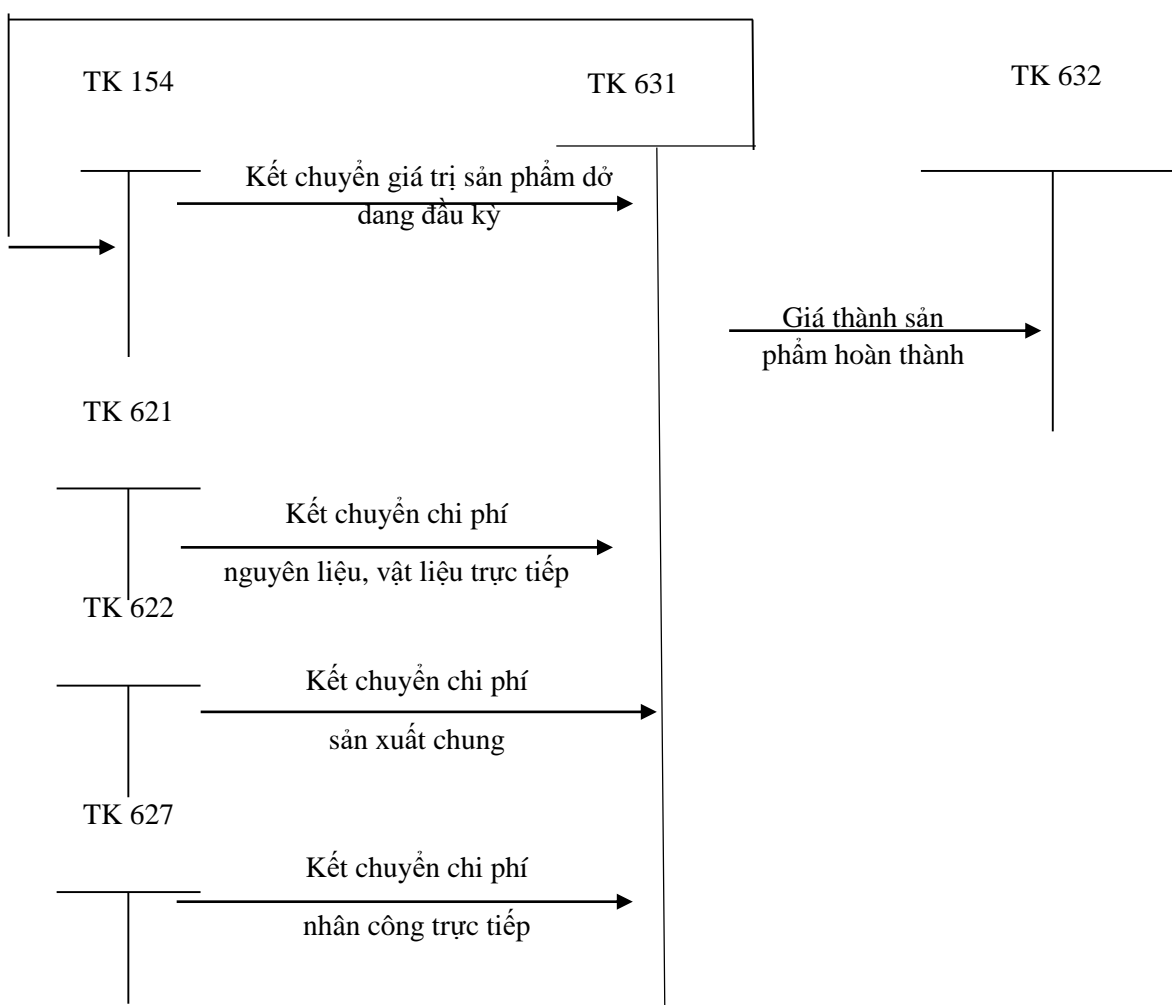 TK 154
TK 631
TK 632
Kết chuyển giá trị sản phẩm dở
dang đầu kỳ
Giá thành sản
phẩm hoàn thành
TK 621
Kết chuyển chi phí
nguyên liệu, vật liệu trực tiếp
TK 622
Kết chuyển chi phí
sản xuất chung
TK 627
Kết chuyển chi phí
nhân công trực tiếp